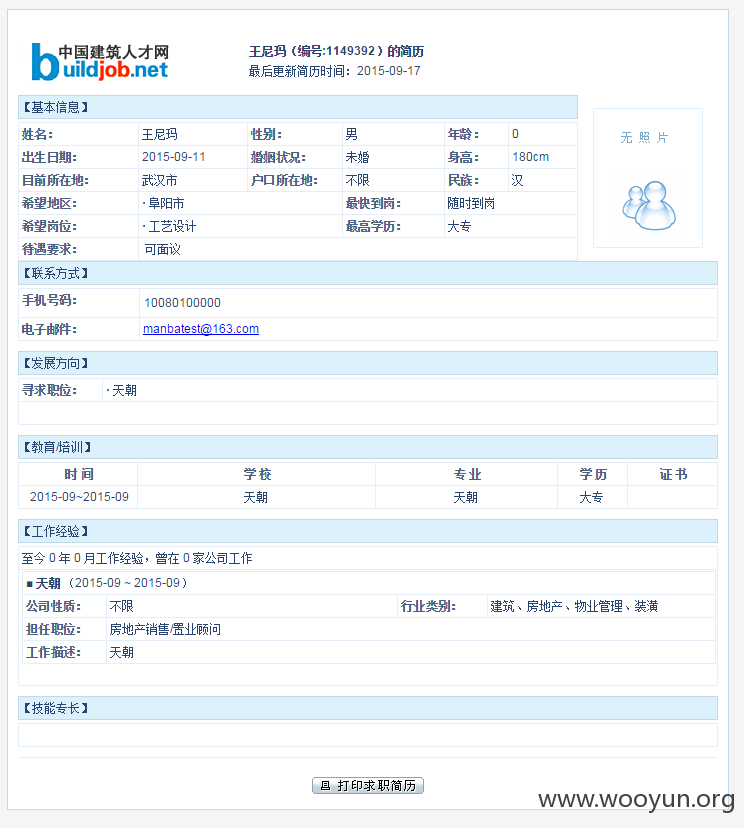 中国建筑人才网
buildjob.net
王尼玛（编号:1149392）的简历
最后更新简历时间：2015-09-17
【基本信息】
无 照 片
姓名： 王尼玛 性别： 男 年龄： 0
出生日期： 2015-09-11 婚姻状况： 未婚 身高： 180cm
目前所在地： 武汉市 户口所在地： 不限 民族： 汉
希望地区： ·阜阳市 最快到岗： 随时到岗
希望岗位： ·工艺设计 最高学历： 大专
待遇要求： 可面议
【联系方式】
手机号码： 10080100000
电子邮件： manbatest@163.com
【发展方向】
寻求职位： ·天朝
【教育/培训】
时 间 学 校 专 业 学 历 证 书
2015-09~2015-09 天朝 天朝 大专
【工作经验】
至今 0 年 0 月工作经验，曾在 0 家公司工作
■ 天朝 （2015-09 ~ 2015-09）
公司性质： 不限 行业类别： 建筑、房地产、物业管理、装潢
担任职位： 房地产销售/置业顾问
工作描述： 天朝
【技能专长】
打印求职简历
www.wooyun.org